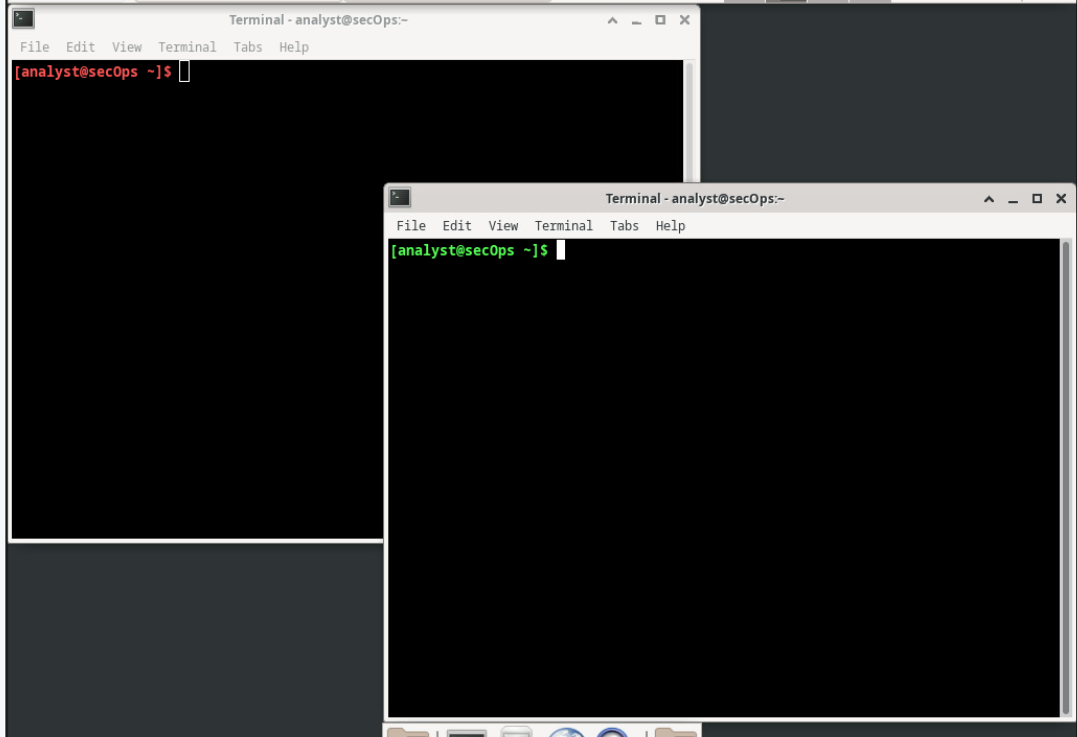 Terminal - analyst@secOps:~
File Edit View Terminal Tabs Help
[analyst@secOps ~]$
Terminal - analyst@secOps:~
File Edit View Terminal Tabs Help
[analyst@secOps ~]$